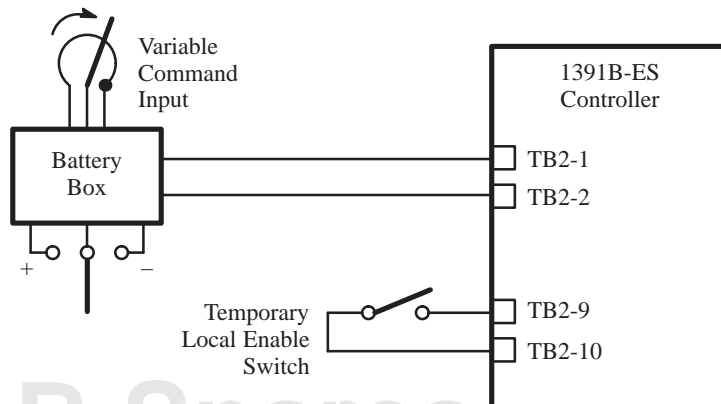 Variable
Command
Input
1391B-ES
Controller
Battery
Box
TB2-1
TB2-2
+
–
Temporary
Local Enable
Switch
TB2-9
TB2-10
B Spares